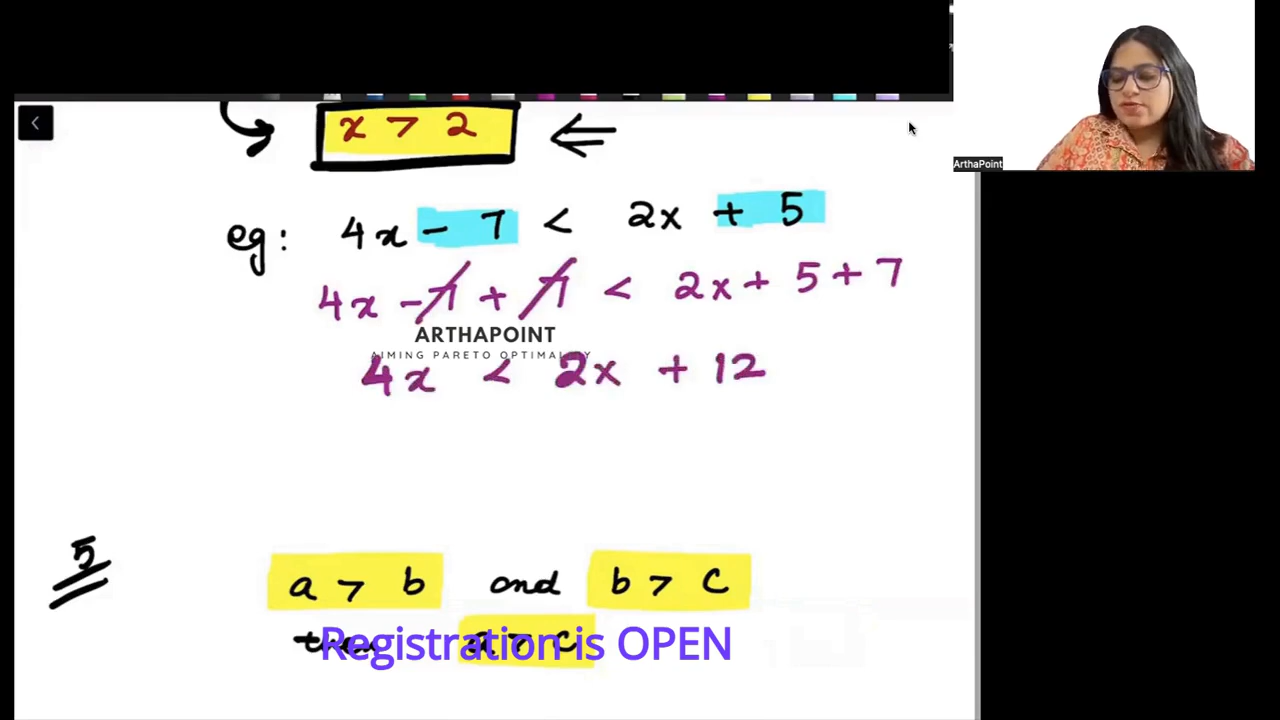 x > 2
ArthaPoint
eg: 4x - 7 < 2x + 5
4x - 7 + 7 < 2x + 5 + 7
ARTHAPOINT
AIMING PARETO OPTIMALITY
4x < 2x + 12
5
a > b and b > c
then a > c
Registration is OPEN